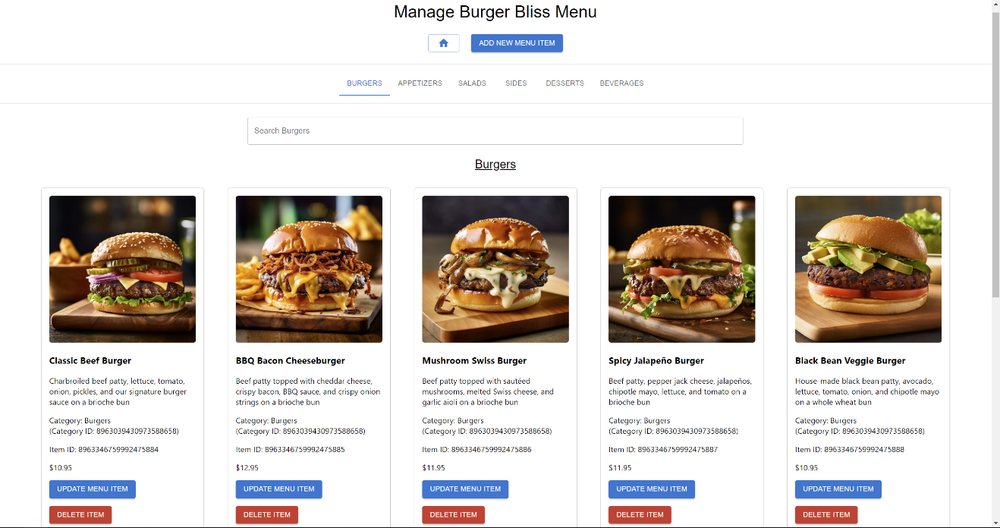 Manage Burger Bliss Menu
ADD NEW MENU ITEM
BURGERS
APPETIZERS
SALADS
SIDES
DESSERTS
BEVERAGES
Search Burgers
Burgers
Classic Beef Burger
Charbroiled beef patty, lettuce, tomato,
onion, pickles, and our signature burger
sauce on a brioche bun
Category: Burgers
(Category ID: 8963039430973588658)
Item ID: 8963346759992475884
$10.95
UPDATE MENU ITEM
DELETE ITEM
BBQ Bacon Cheeseburger
Beef patty topped with cheddar cheese,
crispy bacon, BBQ sauce, and crispy onion
strings on a brioche bun
Category: Burgers
(Category ID: 8963039430973588658)
Item ID: 8963346759992475885
$12.95
UPDATE MENU ITEM
DELETE ITEM
Mushroom Swiss Burger
Beef patty topped with sautéed
mushrooms, melted Swiss cheese, and
garlic aioli on a brioche bun
Category: Burgers
(Category ID: 8963039430973588658)
Item ID: 8963346759992475886
$11.95
UPDATE MENU ITEM
DELETE ITEM
Spicy Jalapeño Burger
Beef patty, pepper jack cheese, jalapeños,
chipotle mayo, lettuce, and tomato on a
brioche bun
Category: Burgers
(Category ID: 8963039430973588658)
Item ID: 8963346759992475887
$11.95
UPDATE MENU ITEM
DELETE ITEM
Black Bean Veggie Burger
House-made black bean patty, avocado,
lettuce, tomato, onion, and chipotle mayo
on a whole wheat bun
Category: Burgers
(Category ID: 8963039430973588658)
Item ID: 8963346759992475888
$10.95
UPDATE MENU ITEM
DELETE ITEM